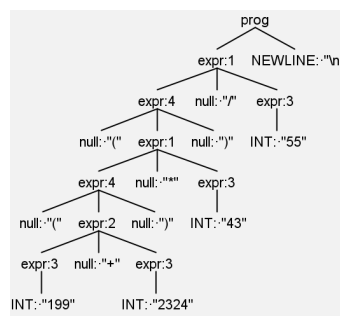 prog
expr:1 NEWLINE:·"\n
expr:4 null:·"/" expr:3
null:·"(" expr:1 null:·")" INT:·"55"
expr:4 null:·"*" expr:3
null:·"(" expr:2 null:·")" INT:·"43"
expr:3 null:·"+" expr:3
INT:·"199" INT:·"2324"